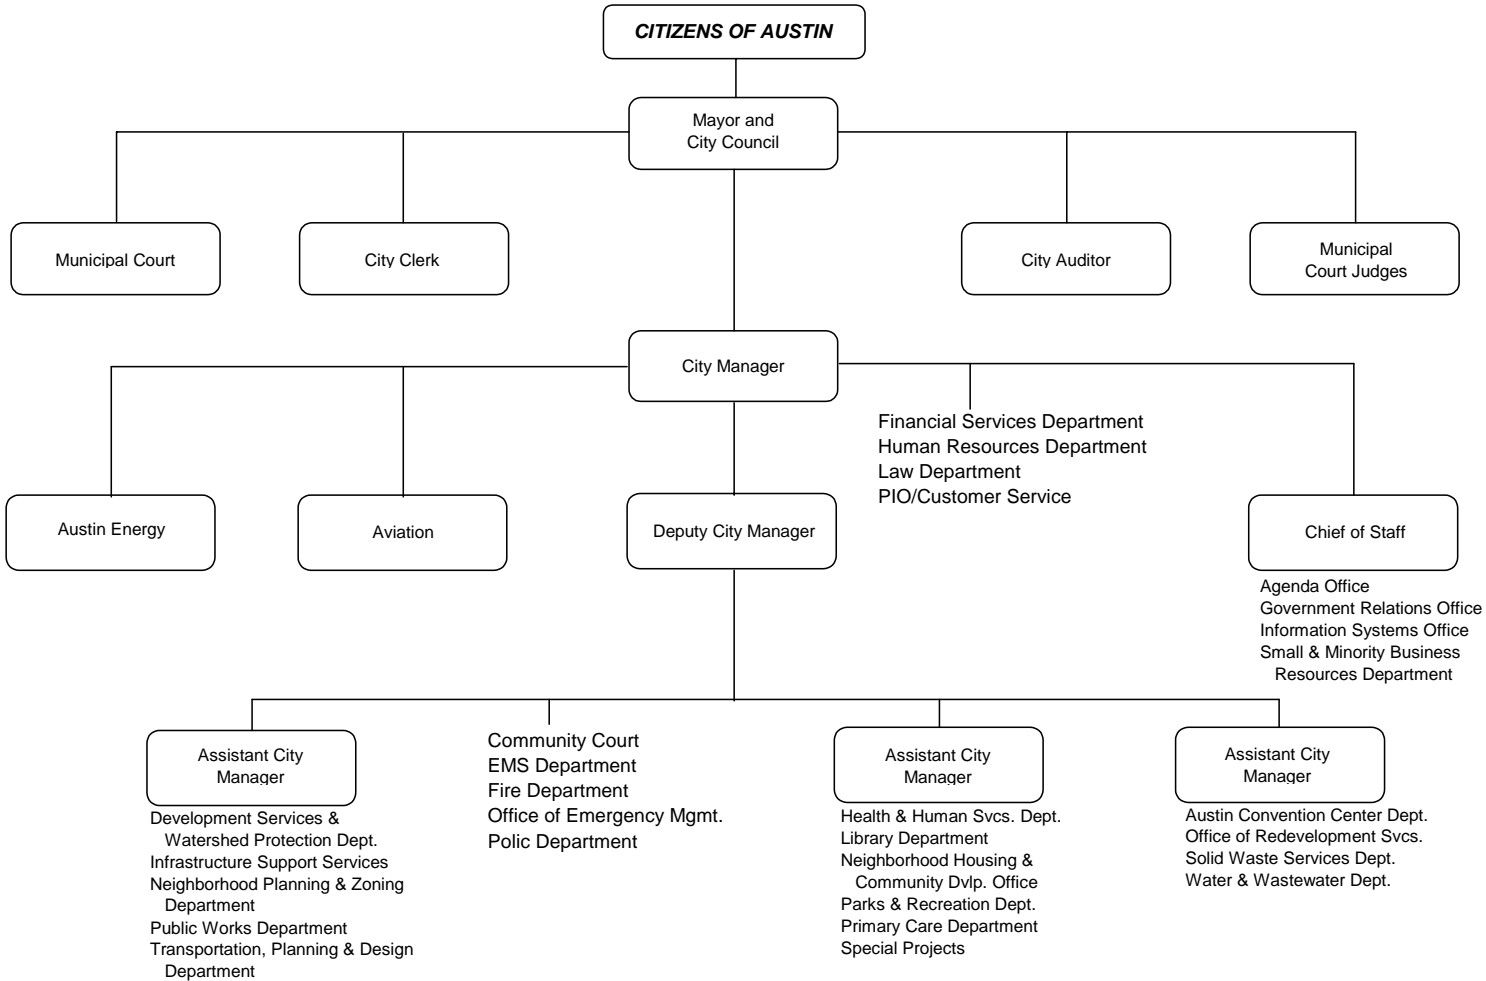 CITIZENS OF AUSTIN
Mayor and
City Council
Municipal Court
City Clerk
City Auditor
Municipal
Court Judges
City Manager
Financial Services Department
Human Resources Department
Law Department
PIO/Customer Service
Austin Energy
Aviation
Deputy City Manager
Chief of Staff
Agenda Office
Government Relations Office
Information Systems Office
Small & Minority Business
Resources Department
Assistant City
Manager
Development Services &
Watershed Protection Dept.
Infrastructure Support Services
Neighborhood Planning & Zoning
Department
Public Works Department
Transportation, Planning & Design
Department
Community Court
EMS Department
Fire Department
Office of Emergency Mgmt.
Polic Department
Assistant City
Manager
Health & Human Svcs. Dept.
Library Department
Neighborhood Housing &
Community Dvlp. Office
Parks & Recreation Dept.
Primary Care Department
Special Projects
Assistant City
Manager
Austin Convention Center Dept.
Office of Redevelopment Svcs.
Solid Waste Services Dept.
Water & Wastewater Dept.